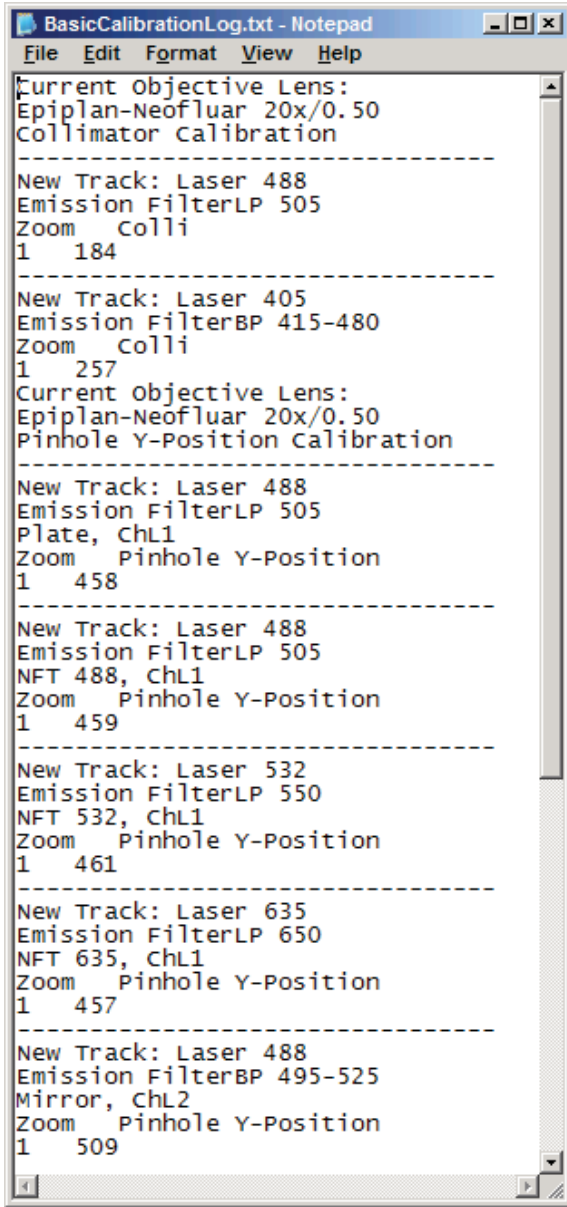 BasicCalibrationLog.txt - Notepad
File Edit Format View Help
Current Objective Lens:
Epiplan-Neofluar 20x/0.50
Collimator Calibration
----------------------------------
New Track: Laser 488
Emission FilterLP 505
Zoom Colli
1 184
----------------------------------
New Track: Laser 405
Emission FilterBP 415-480
Zoom Colli
1 257
Current Objective Lens:
Epiplan-Neofluar 20x/0.50
Pinhole Y-Position Calibration
----------------------------------
New Track: Laser 488
Emission FilterLP 505
Plate, ChL1
Zoom Pinhole Y-Position
1 458
----------------------------------
New Track: Laser 488
Emission FilterLP 505
NFT 488, ChL1
Zoom Pinhole Y-Position
1 459
----------------------------------
New Track: Laser 532
Emission FilterLP 550
NFT 532, ChL1
Zoom Pinhole Y-Position
1 461
----------------------------------
New Track: Laser 635
Emission FilterLP 650
NFT 635, ChL1
Zoom Pinhole Y-Position
1 457
----------------------------------
New Track: Laser 488
Emission FilterBP 495-525
Mirror, ChL2
Zoom Pinhole Y-Position
1 509